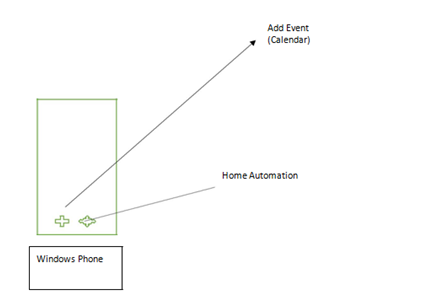 Add Event
(Calendar)
Home Automation
Windows Phone